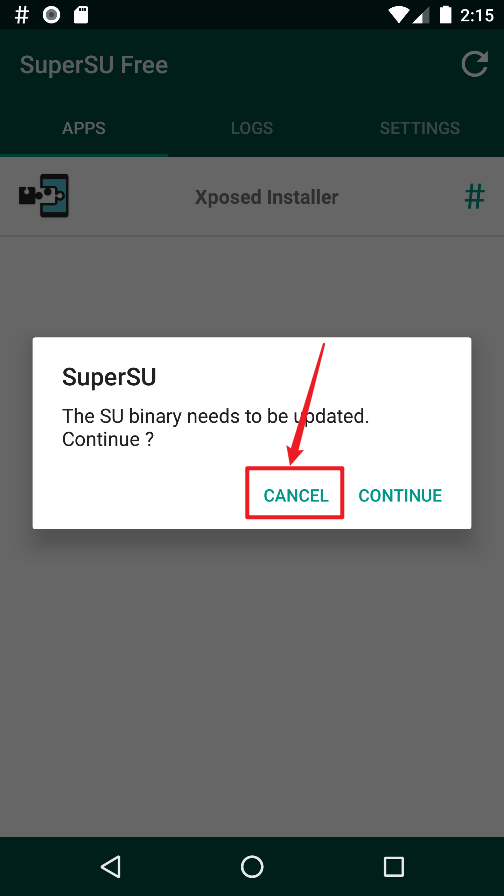 # 2:15
SuperSU Free
APPS LOGS SETTINGS
Xposed Installer #
SuperSU
The SU binary needs to be updated.
Continue ?
CANCEL CONTINUE